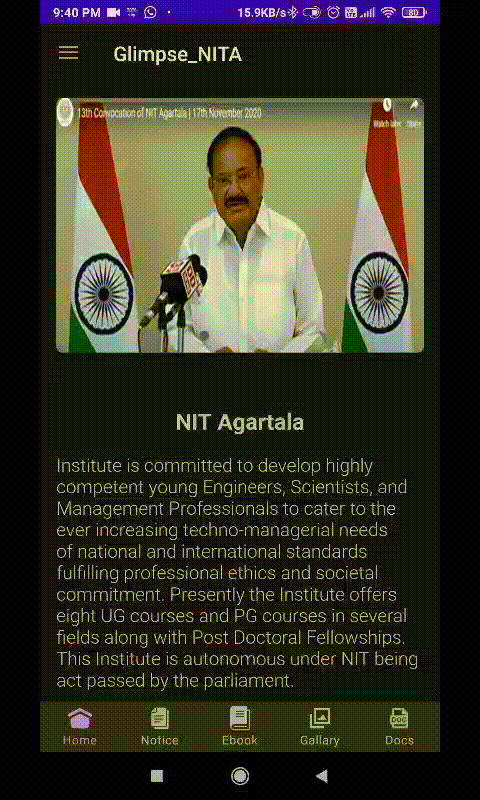 9:40 PM 15.9KB/s 80
Glimpse_NITA
13th Convocation of NIT Agartala | 17th November 2020
Watch later Share
NIT Agartala
Institute is committed to develop highly
competent young Engineers, Scientists, and
Management Professionals to cater to the
ever increasing techno-managerial needs
of national and international standards
fulfilling professional ethics and societal
commitment. Presently the Institute offers
eight UG courses and PG courses in several
fields along with Post Doctoral Fellowships.
This Institute is autonomous under NIT being
act passed by the parliament.
Home Notice Ebook Gallary Docs